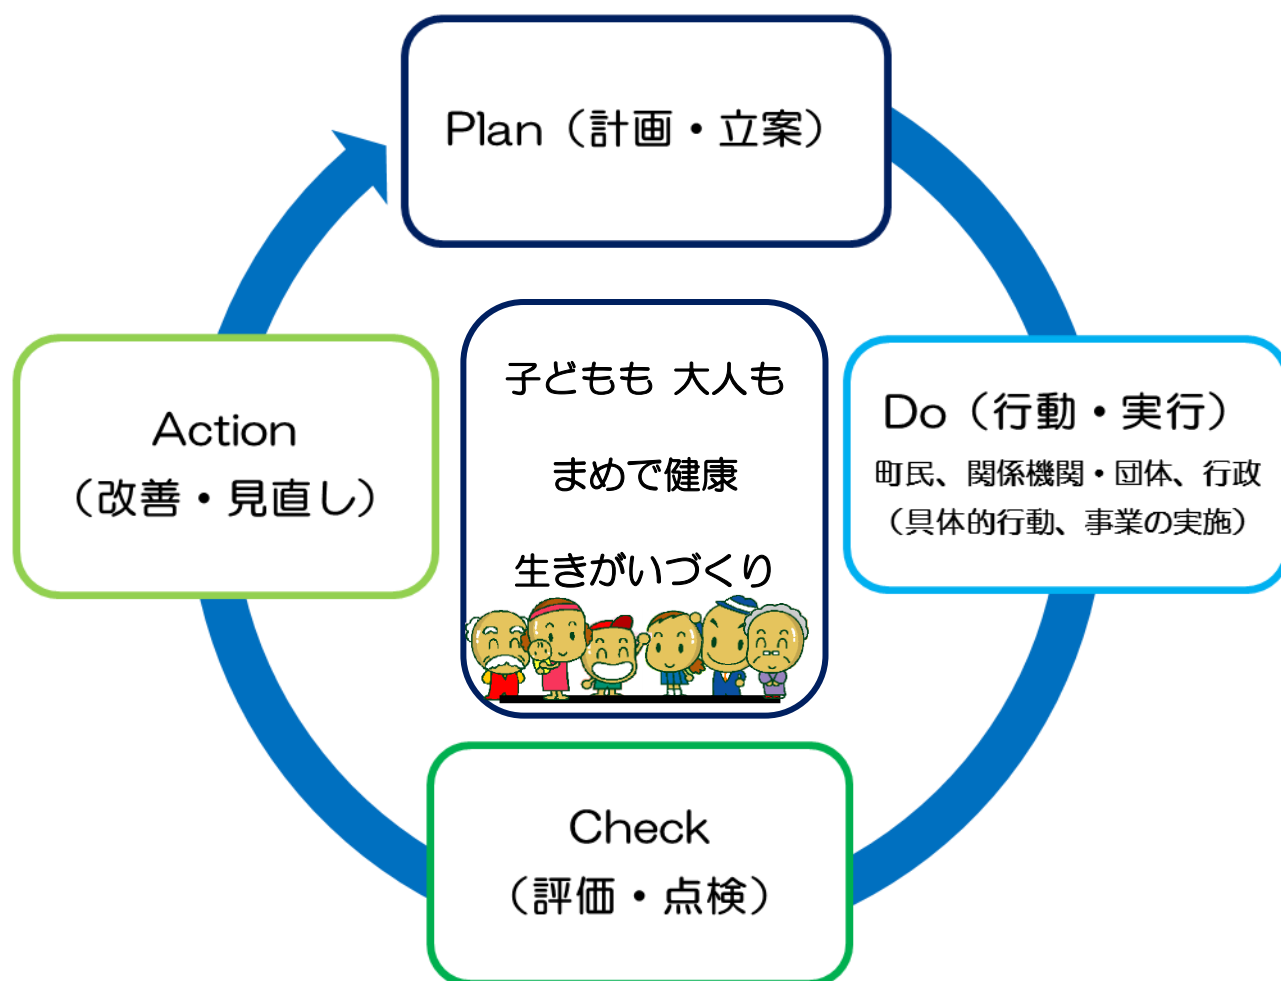 Plan（計画・立案）
子どもも 大人も
まめで健康
生きがいづくり
Do（行動・実行）
町民、関係機関・団体、行政
（具体的行動、事業の実施）
Action
（改善・見直し）
Check
（評価・点検）